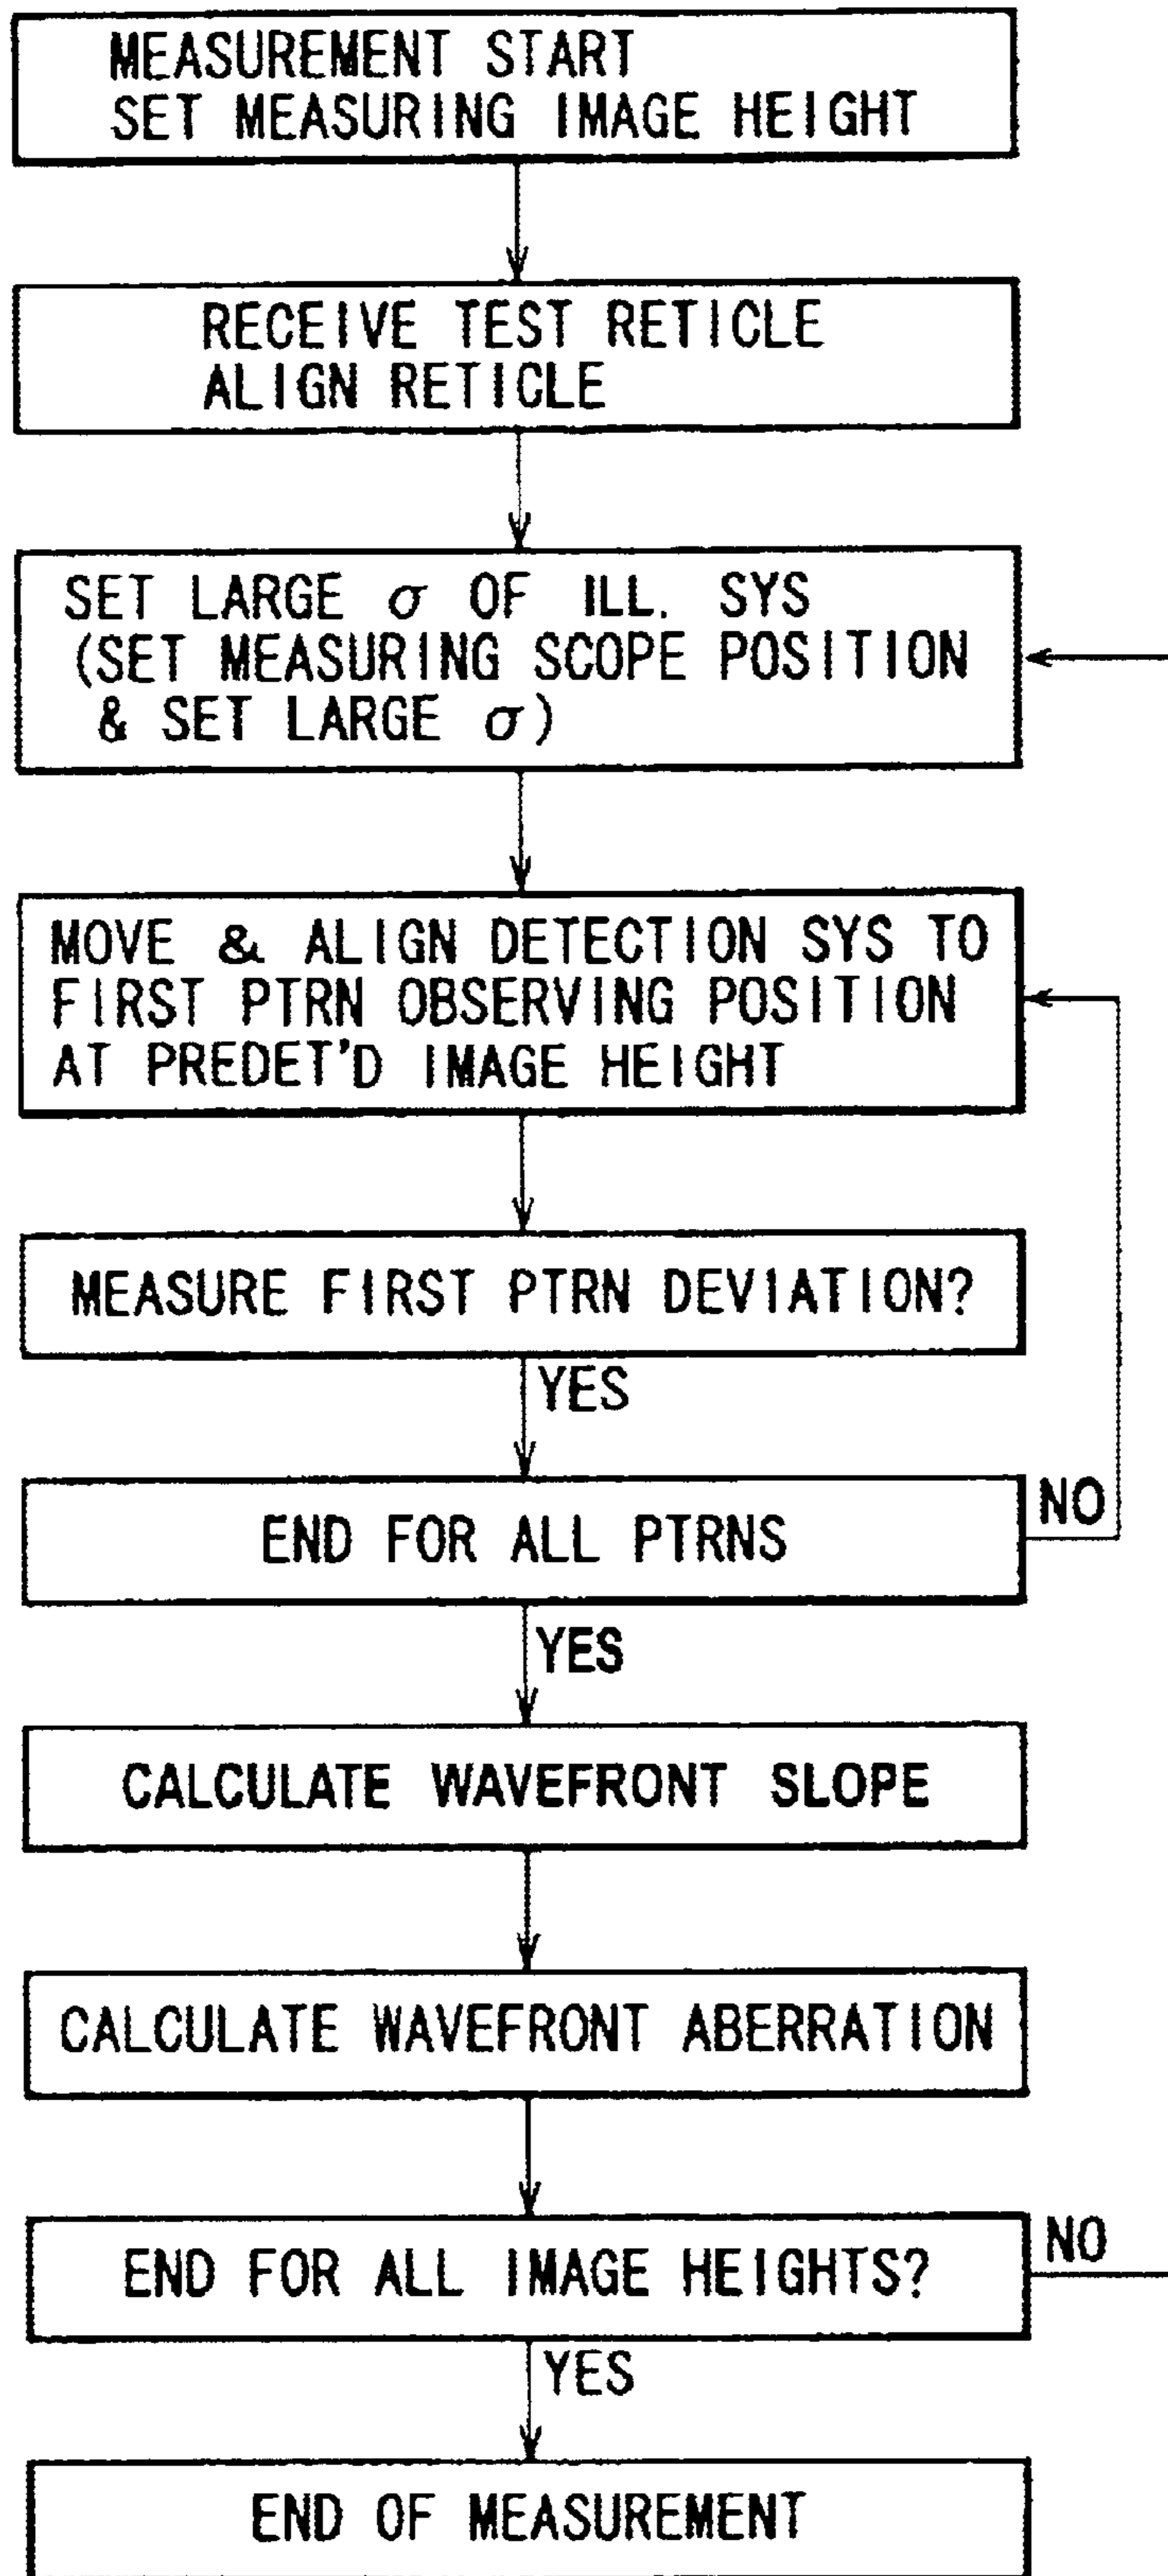 MEASUREMENT START
SET MEASURING IMAGE HEIGHT
RECEIVE TEST RETICLE
ALIGN RETICLE
SET LARGE σ OF ILL. SYS
(SET MEASURING SCOPE POSITION
& SET LARGE σ)
MOVE & ALIGN DETECTION SYS TO
FIRST PTRN OBSERVING POSITION
AT PREDET'D IMAGE HEIGHT
MEASURE FIRST PTRN DEVIATION?
YES
END FOR ALL PTRNS
NO
YES
CALCULATE WAVEFRONT SLOPE
CALCULATE WAVEFRONT ABERRATION
END FOR ALL IMAGE HEIGHTS?
NO
YES
END OF MEASUREMENT